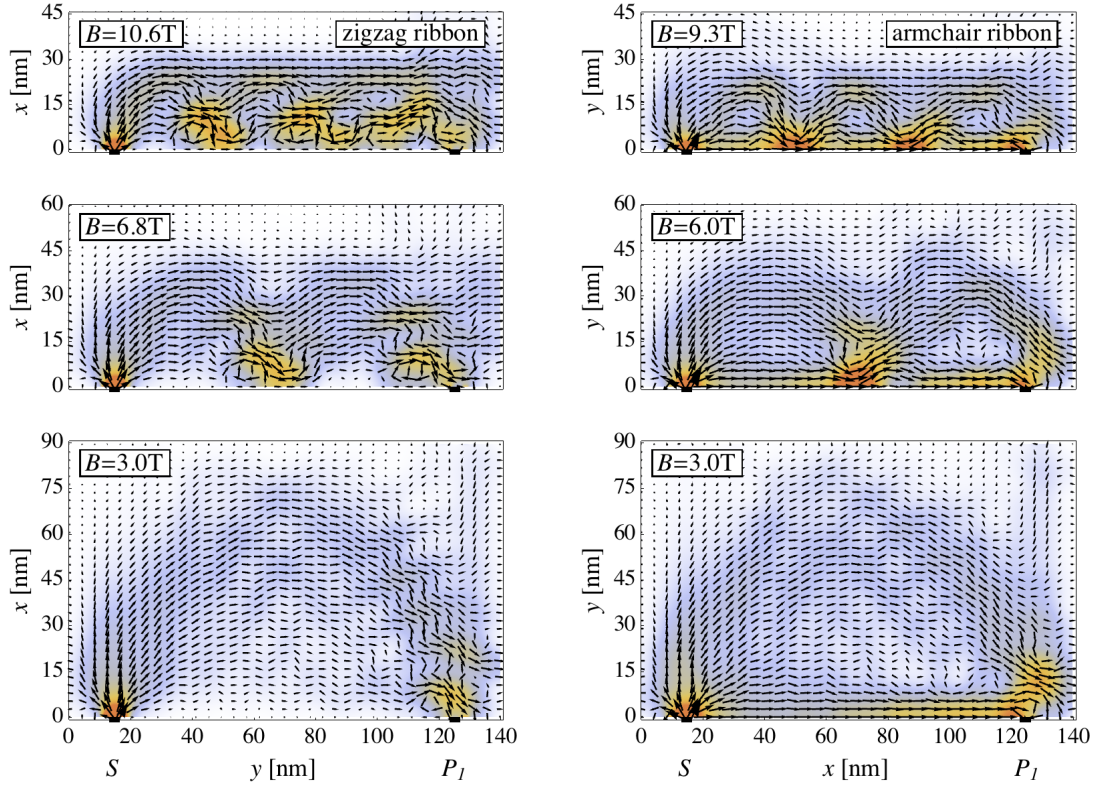 B=10.6T
zigzag ribbon
x [nm]
45
30
15
0
B=9.3T
armchair ribbon
y [nm]
45
30
15
0
B=6.8T
x [nm]
60
45
30
15
0
B=6.0T
y [nm]
60
45
30
15
0
B=3.0T
x [nm]
90
75
60
45
30
15
0
B=3.0T
y [nm]
90
75
60
45
30
15
0
0 20 40 60 80 100 120 140
S y [nm] P1
0 20 40 60 80 100 120 140
S x [nm] P1